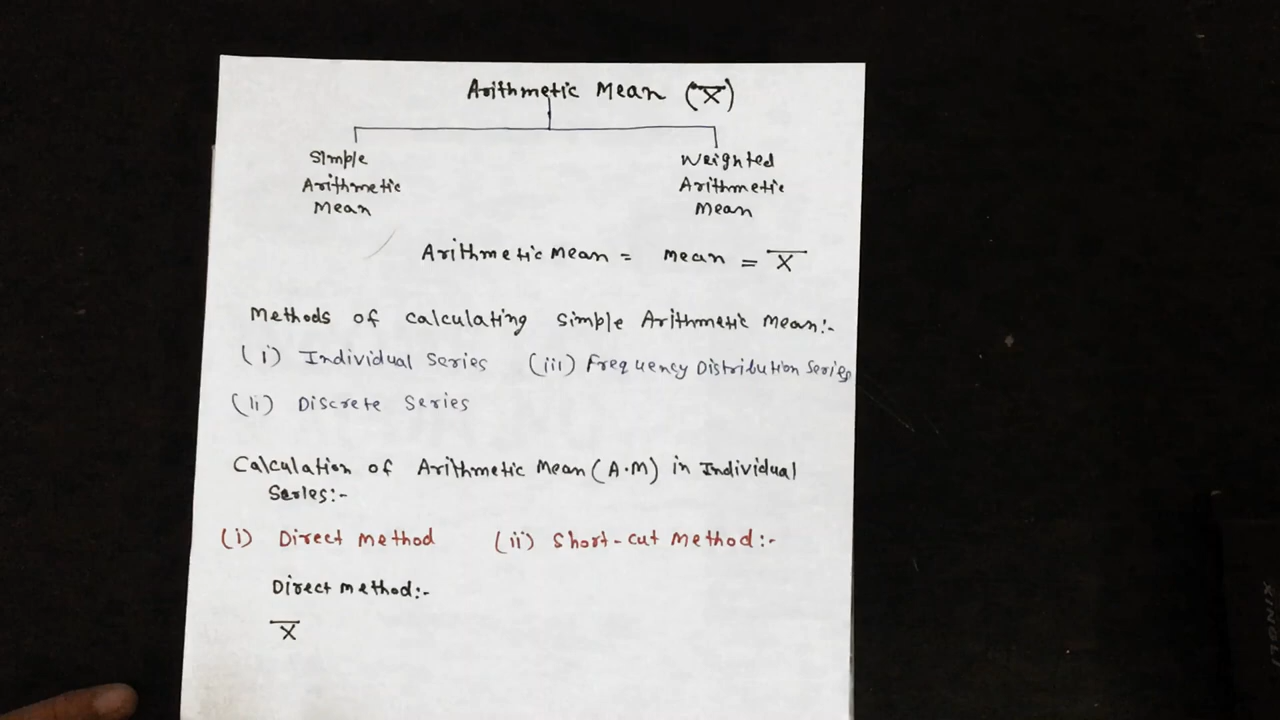 Arithmetic Mean (X̅)
Simple
Arithmetic
Mean
Weighted
Arithmetic
Mean
Arithmetic Mean = Mean = X̅
Methods of calculating simple Arithmetic Mean:-
(i) Individual Series (iii) Frequency Distribution Series
(ii) Discrete Series
Calculation of Arithmetic Mean (A.M) in Individual
Series:-
(i) Direct Method (ii) Short-cut Method:-
Direct method:-
X̅